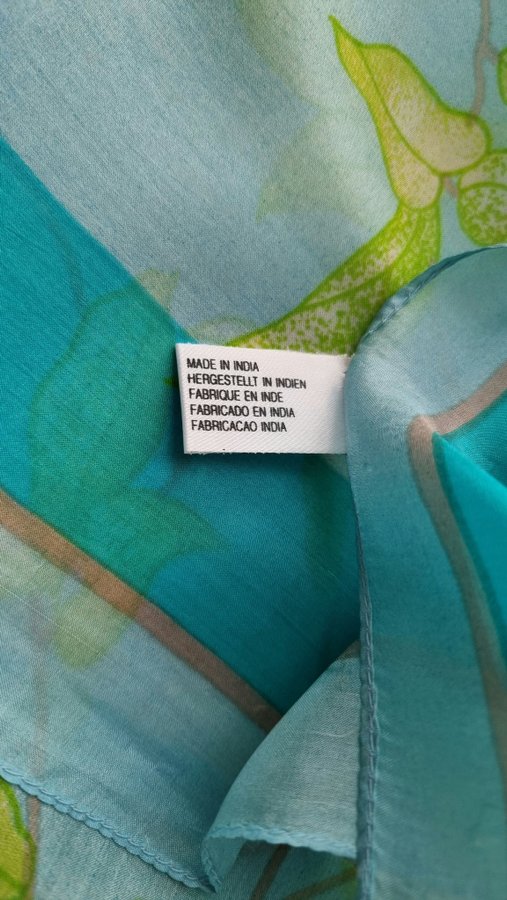 MADE IN INDIA
HERGESTELLT IN INDIEN
FABRIQUE EN INDE
FABRICADO EN INDIA
FABRICACAO INDIA